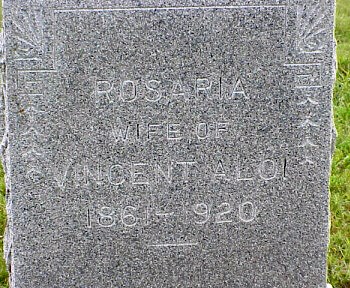 ROSARIA
WIFE OF
VINCENT ALOI
1861-1920